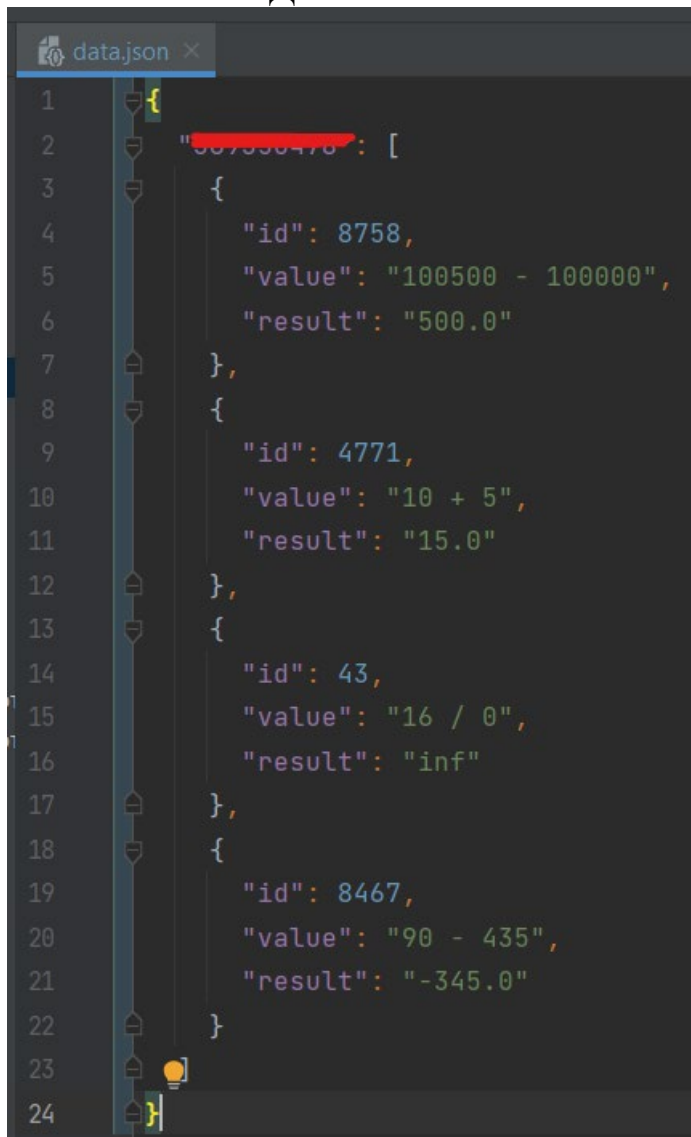 data.json
1 {
2 " ": [
3 {
4 "id": 8758,
5 "value": "100500 - 100000",
6 "result": "500.0"
7 },
8 {
9 "id": 4771,
10 "value": "10 + 5",
11 "result": "15.0"
12 },
13 {
14 "id": 43,
15 "value": "16 / 0",
16 "result": "inf"
17 },
18 {
19 "id": 8467,
20 "value": "90 - 435",
21 "result": "-345.0"
22 }
23 ]
24 }